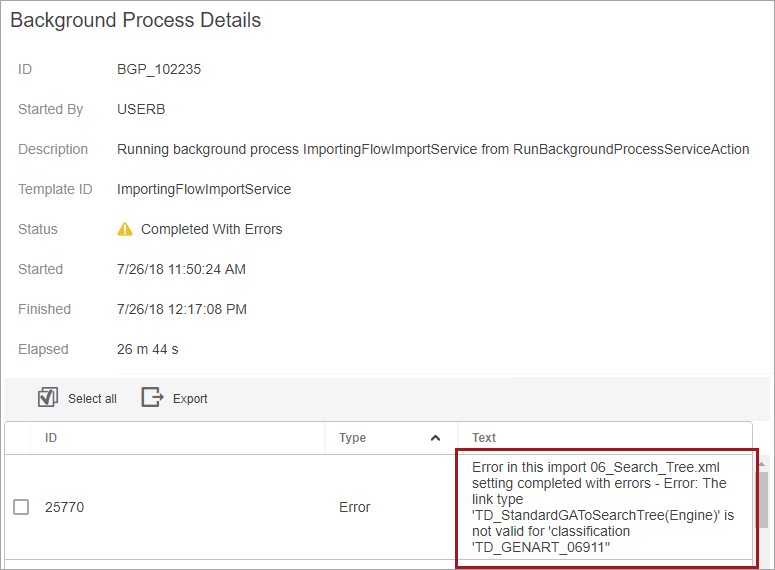 Background Process Details
ID BGP_102235
Started By USERB
Description Running background process ImportingFlowImportService from RunBackgroundProcessServiceAction
Template ID ImportingFlowImportService
Status Completed With Errors
Started 7/26/18 11:50:24 AM
Finished 7/26/18 12:17:08 PM
Elapsed 26 m 44 s
Select all Export
ID Type Text
25770 Error
Error in this import 06_Search_Tree.xml
setting completed with errors - Error: The
link type
'TD_StandardGAToSearchTree(Engine)' is
not valid for 'classification
'TD_GENART_06911''